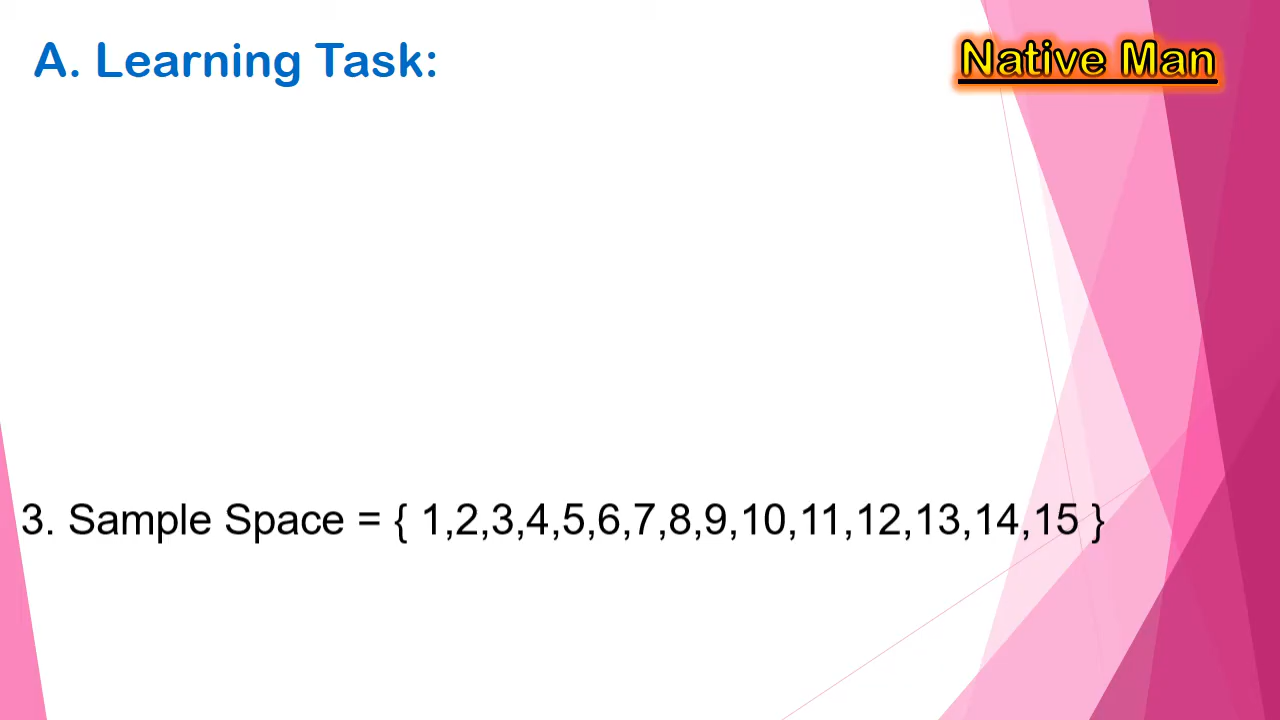 A. Learning Task:
Native Man
3. Sample Space = { 1,2,3,4,5,6,7,8,9,10,11,12,13,14,15 }